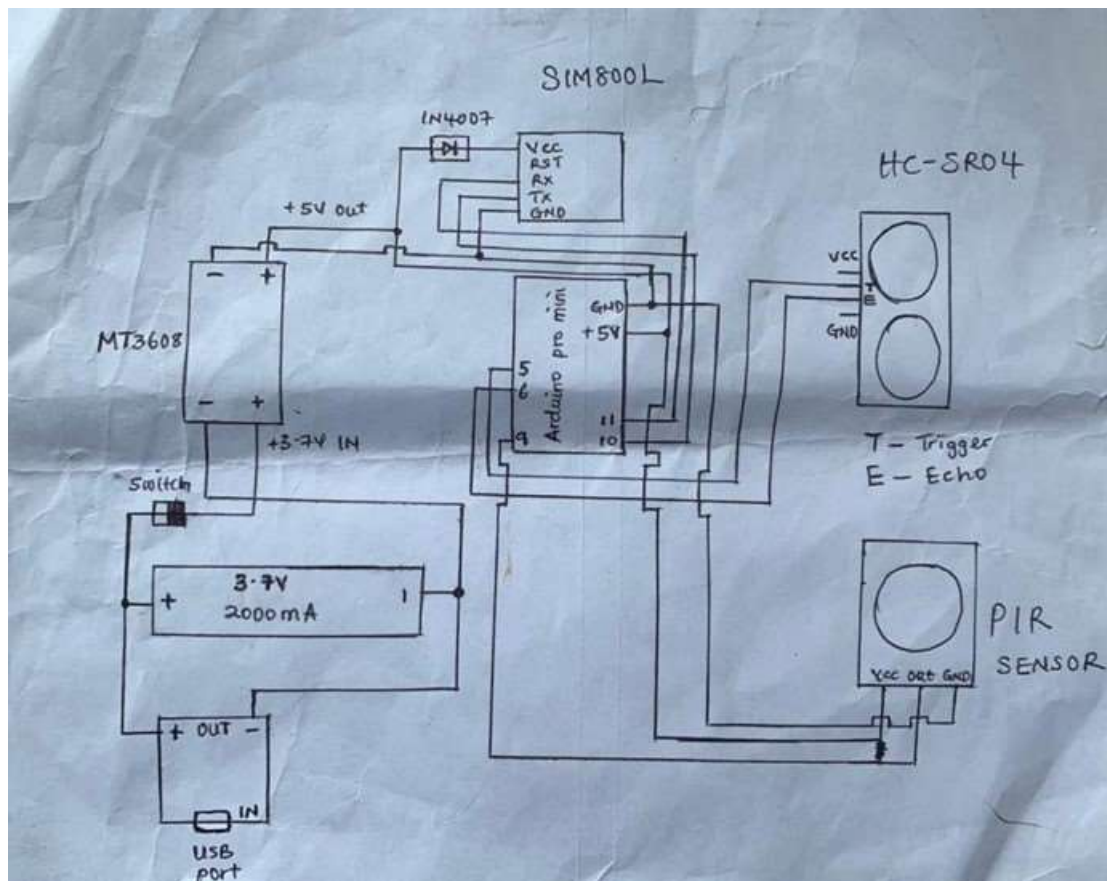 SIM800L
IN4007
Vcc
RST
Rx
Tx
GND
+5V out
HC-SR04
VCC
T
E
GND
T - Trigger
E - Echo
- +
MT3608
- +
+3.7V IN
Arduino pro mini
GND
+5V
5
6
9
11
10
Switch
3.7V
+
2000mA
PIR
SENSOR
VCC OUT GND
+ OUT -
IN
USB
port